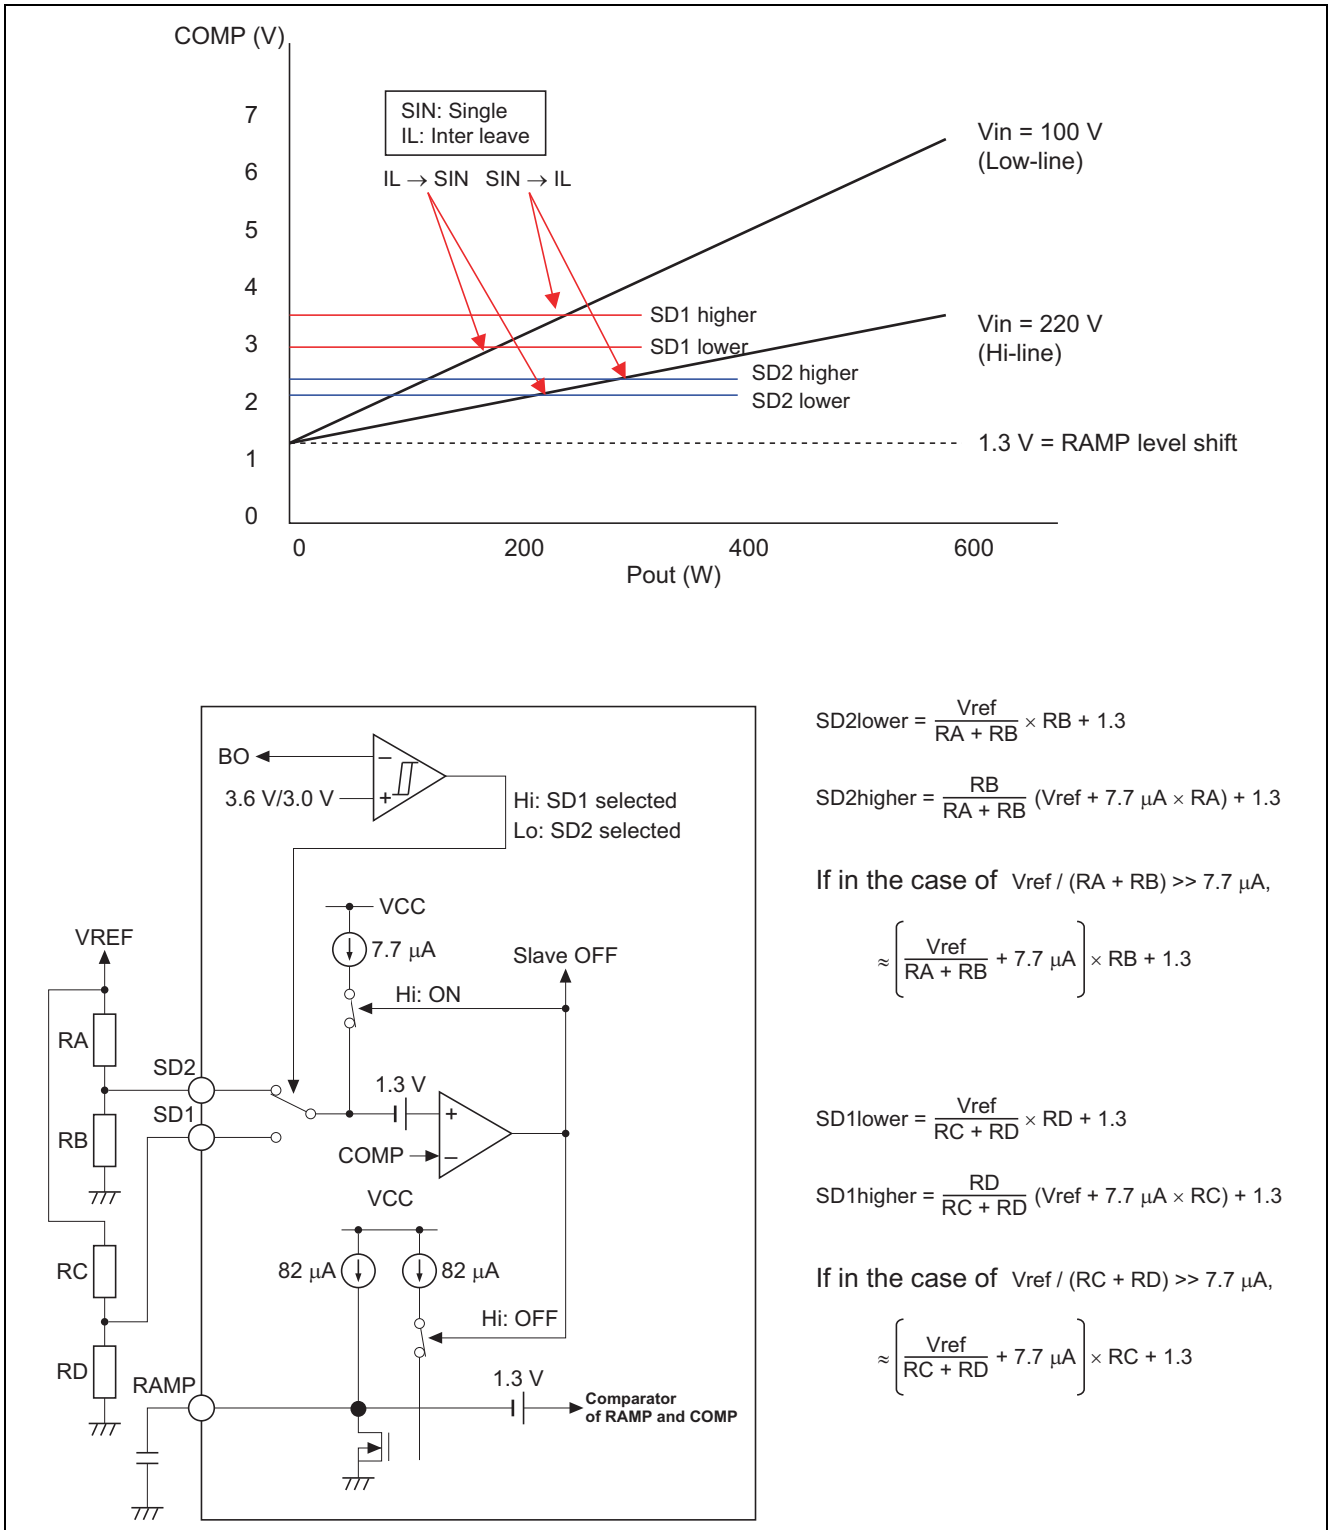 COMP (V)
7
6
5
4
3
2
1
0
SIN: Single
IL: Inter leave
IL → SIN SIN → IL
Vin = 100 V
(Low-line)
SD1 higher
SD1 lower
Vin = 220 V
(Hi-line)
SD2 higher
SD2 lower
1.3 V = RAMP level shift
0 200 400 600
Pout (W)
BO
3.6 V/3.0 V
−
+
Hi: SD1 selected
Lo: SD2 selected
VCC
7.7 μA
Slave OFF
Hi: ON
VREF
RA
SD2
SD1
RB
1.3 V
+
−
COMP
VCC
RC
82 μA
82 μA
Hi: OFF
RD
RAMP
1.3 V
Comparator
of RAMP and COMP
SD2lower = Vref / (RA + RB) × RB + 1.3
SD2higher = RB / (RA + RB) (Vref + 7.7 μA × RA) + 1.3
If in the case of Vref / (RA + RB) >> 7.7 μA,
≈ [Vref / (RA + RB) + 7.7 μA] × RB + 1.3
SD1lower = Vref / (RC + RD) × RD + 1.3
SD1higher = RD / (RC + RD) (Vref + 7.7 μA × RC) + 1.3
If in the case of Vref / (RC + RD) >> 7.7 μA,
≈ [Vref / (RC + RD) + 7.7 μA] × RC + 1.3